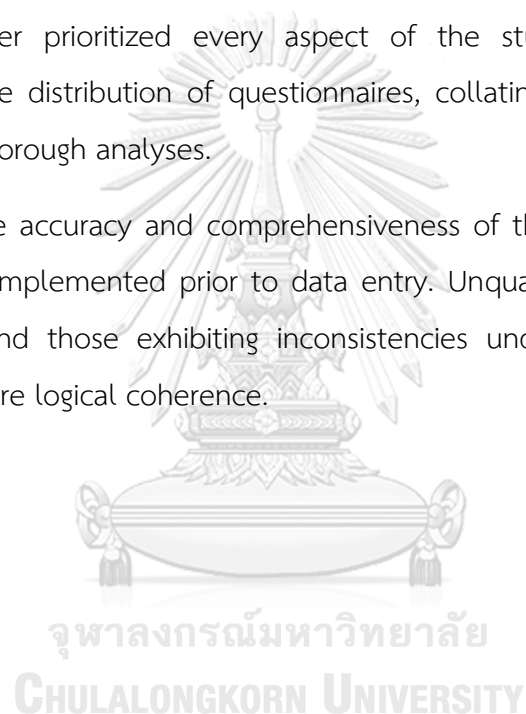 er prioritized every aspect of the stu
e distribution of questionnaires, collatin
orough analyses.
e accuracy and comprehensiveness of th
implemented prior to data entry. Unqua
nd those exhibiting inconsistencies und
re logical coherence.
จุฬาลงกรณ์มหาวิทยาลัย
CHULALONGKORN UNIVERSITY